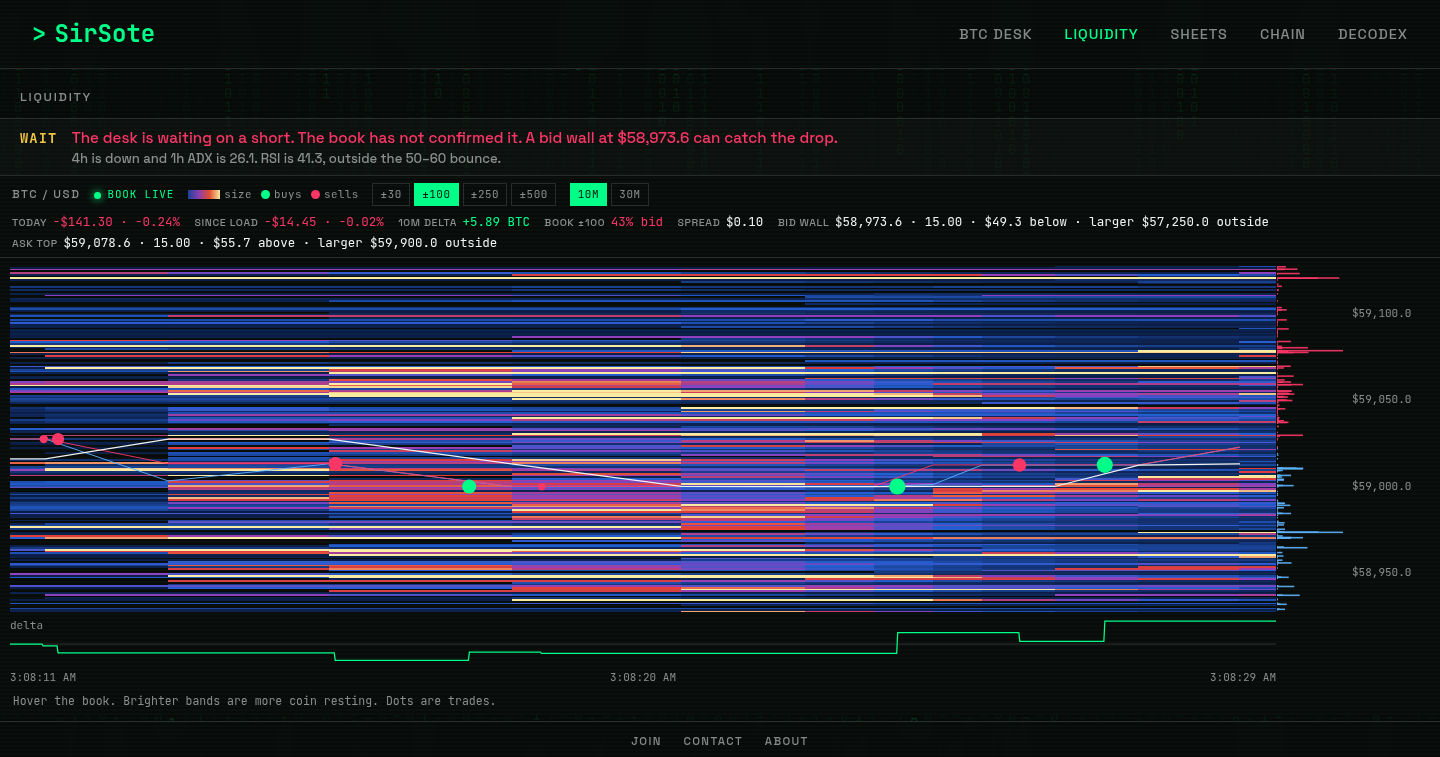 > SirSote
BTC DESK LIQUIDITY SHEETS CHAIN DECODEX
LIQUIDITY
WAIT The desk is waiting on a short. The book has not confirmed it. A bid wall at $58,973.6 can catch the drop.
4h is down and 1h ADX is 26.1. RSI is 41.3, outside the 50–60 bounce.
BTC / USD BOOK LIVE size buys sells ±30 ±100 ±250 ±500 10M 30M
TODAY -$141.30 · -0.24% SINCE LOAD -$14.45 · -0.02% 10M DELTA +5.89 BTC BOOK ±100 43% bid SPREAD $0.10 BID WALL $58,973.6 · 15.00 · $49.3 below · larger $57,250.0 outside
ASK TOP $59,078.6 · 15.00 · $55.7 above · larger $59,900.0 outside
$59,100.0
$59,050.0
$59,000.0
$58,950.0
delta
3:08:11 AM 3:08:20 AM 3:08:29 AM
Hover the book. Brighter bands are more coin resting. Dots are trades.
JOIN CONTACT ABOUT